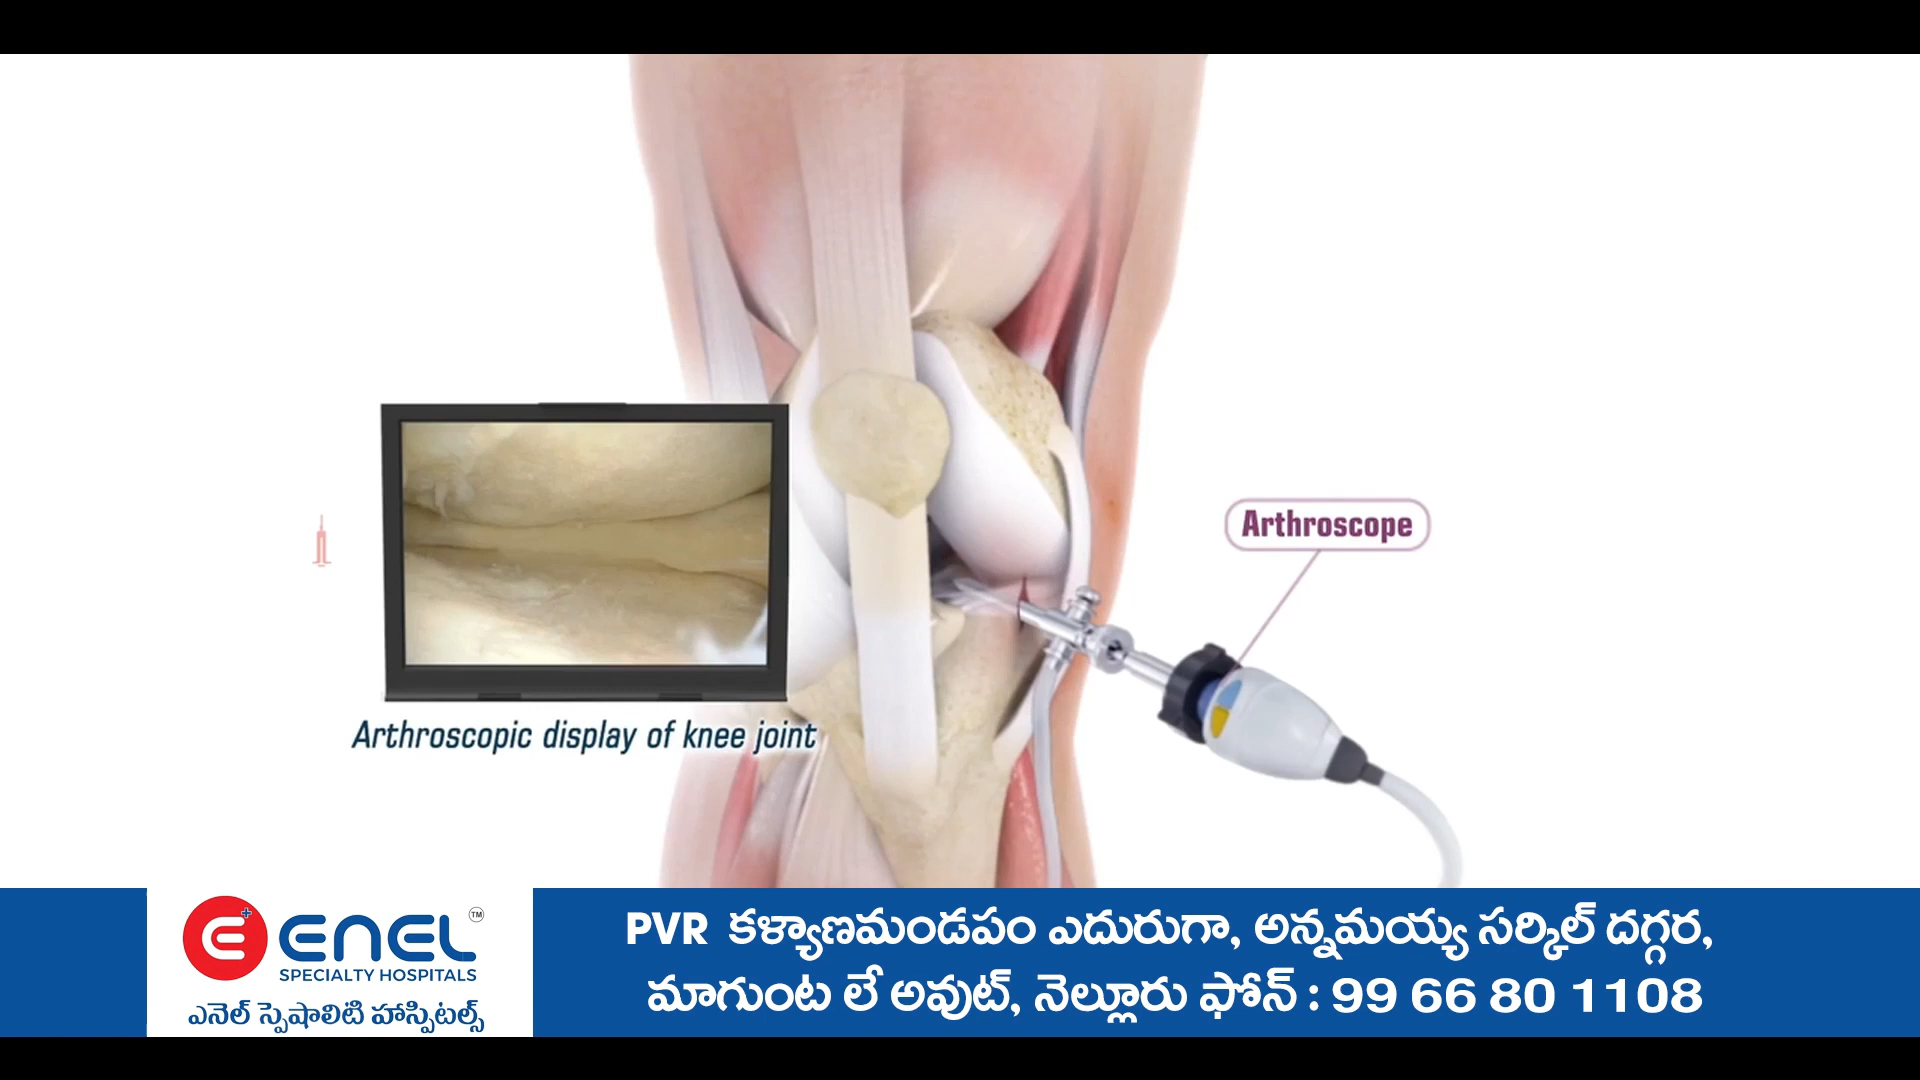 Arthroscope
Arthroscopic display of knee joint
ENEL TM
SPECIALTY HOSPITALS
ఎనెల్ స్పెషాలిటి హాస్పిటల్స్
PVR కళ్యాణమండపం ఎదురుగా, అన్నమయ్య సర్కిల్ దగ్గర,
మాగుంట లే అవుట్, నెల్లూరు ఫోన్ : 99 66 80 1108